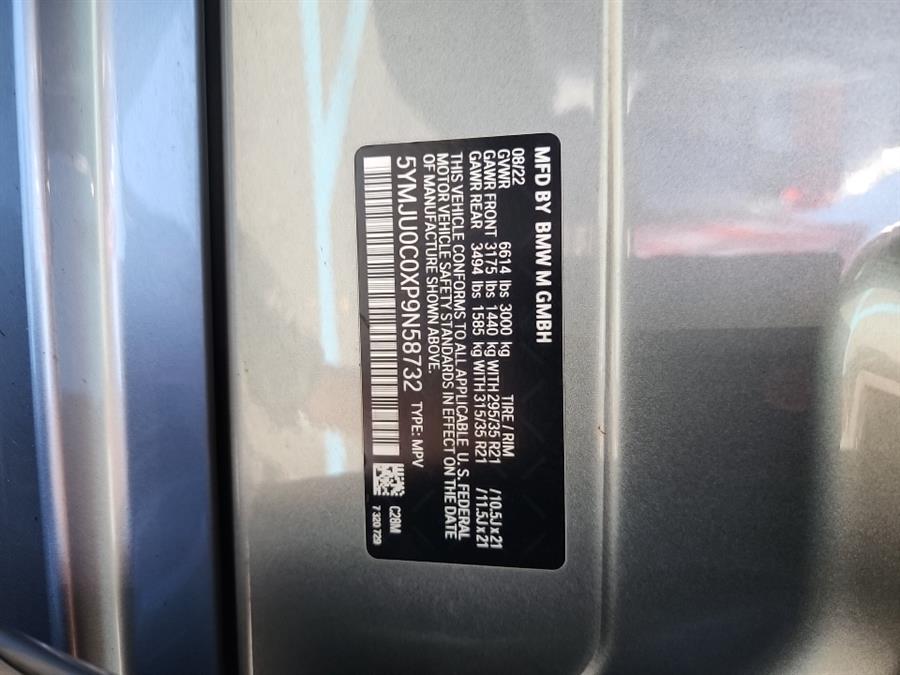 MFD BY BMW M GMBH
08/22 TIRE / RIM
GVWR 6614 lbs 3000 kg
GAWR FRONT 3175 lbs 1440 kg WITH 295/35 R21 /10.5J x 21
GAWR REAR 3494 lbs 1585 kg WITH 315/35 R21 /11.5J x 21
THIS VEHICLE CONFORMS TO ALL APPLICABLE U.S. FEDERAL
MOTOR VEHICLE SAFETY STANDARDS IN EFFECT ON THE DATE
OF MANUFACTURE SHOWN ABOVE.
5YMJU0C0XP9N58732 TYPE: MPV
C28M
7 320 729